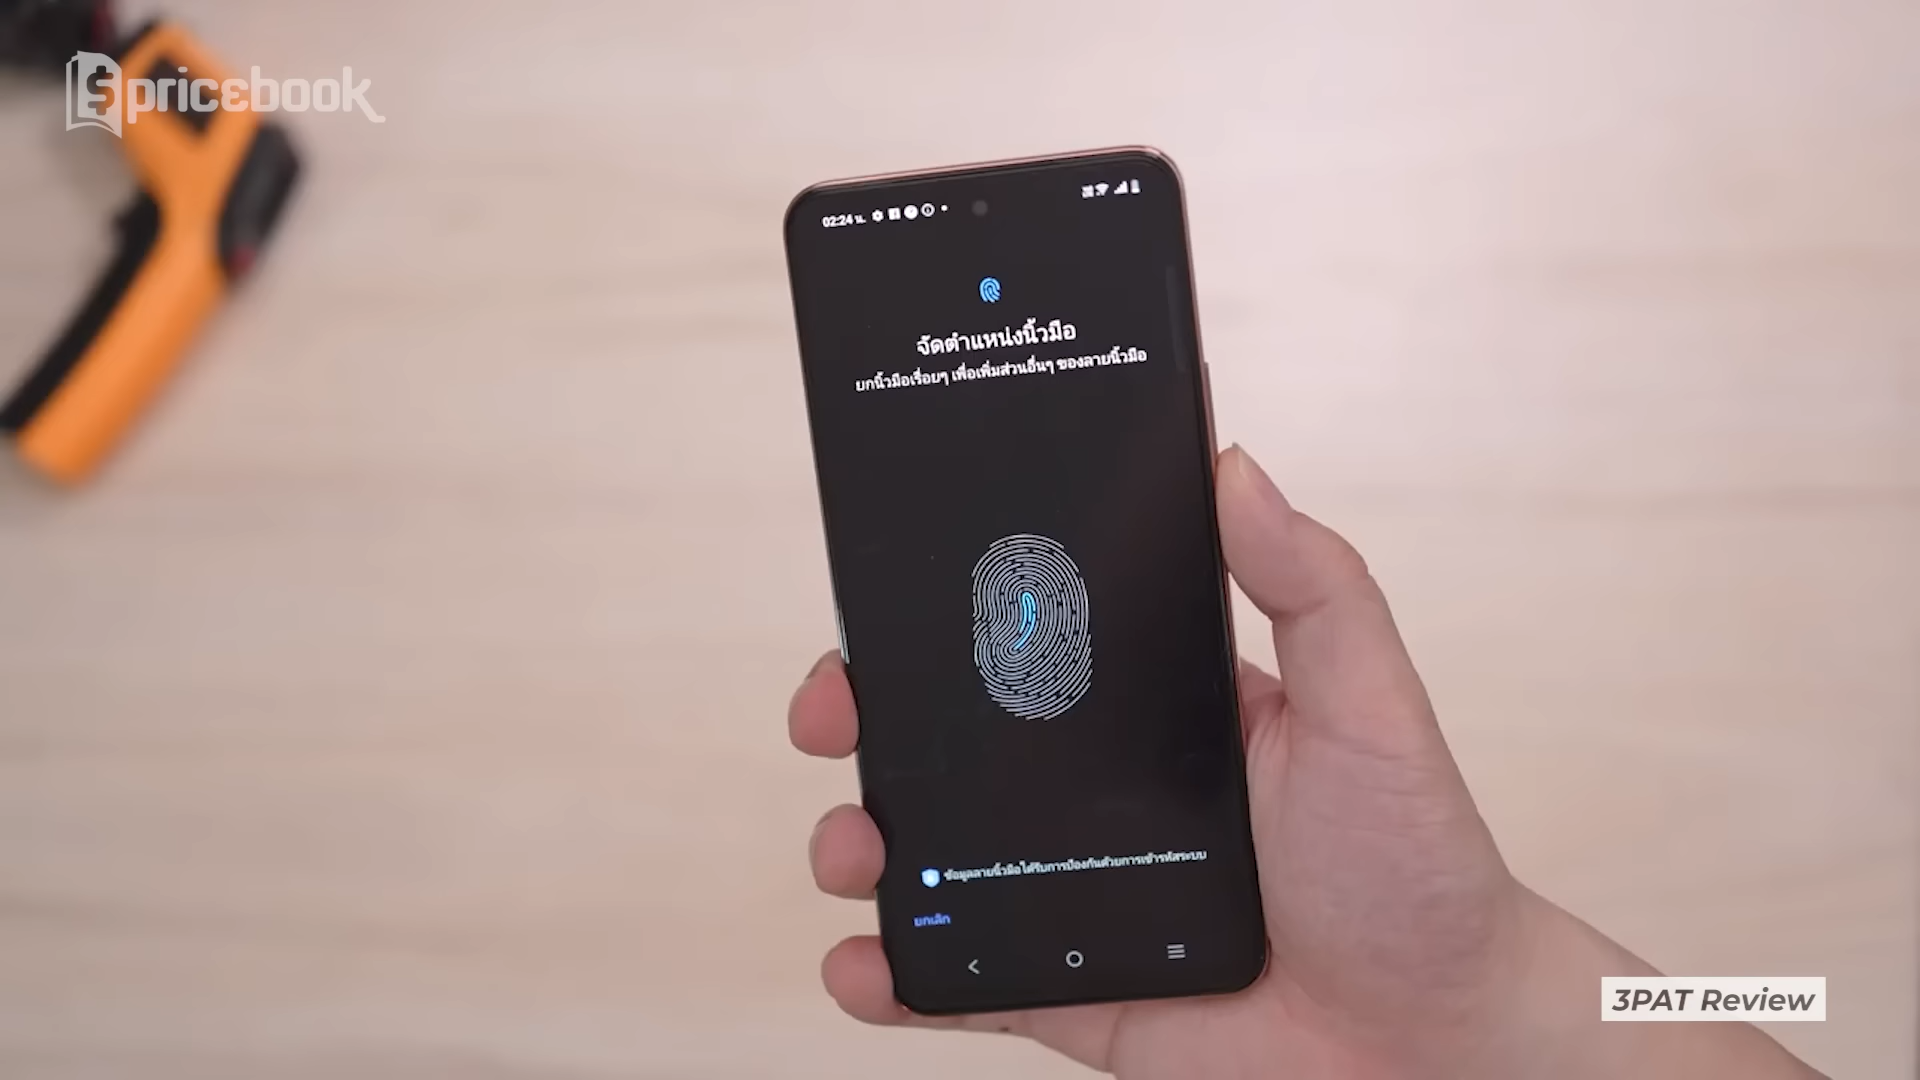 pricebook
02:24 น.
จัดตำแหน่งนิ้วมือ
ยกนิ้วมือเรื่อยๆ เพื่อเพิ่มส่วนอื่นๆ ของลายนิ้วมือ
ข้อมูลลายนิ้วมือได้รับการป้องกันด้วยการเข้ารหัสระบบ
ยกเลิก
3PAT Review